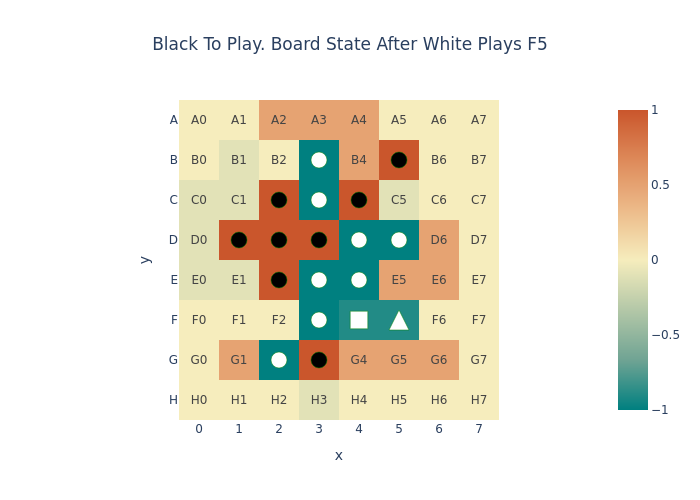 Black To Play. Board State After White Plays F5
A A0 A1 A2 A3 A4 A5 A6 A7
B B0 B1 B2 B4 B6 B7
C C0 C1 C5 C6 C7
D D0 D6 D7
E E0 E1 E5 E6 E7
F F0 F1 F2 F6 F7
G G0 G1 G4 G5 G6 G7
H H0 H1 H2 H3 H4 H5 H6 H7
0 1 2 3 4 5 6 7
x
y
1
0.5
0
−0.5
−1